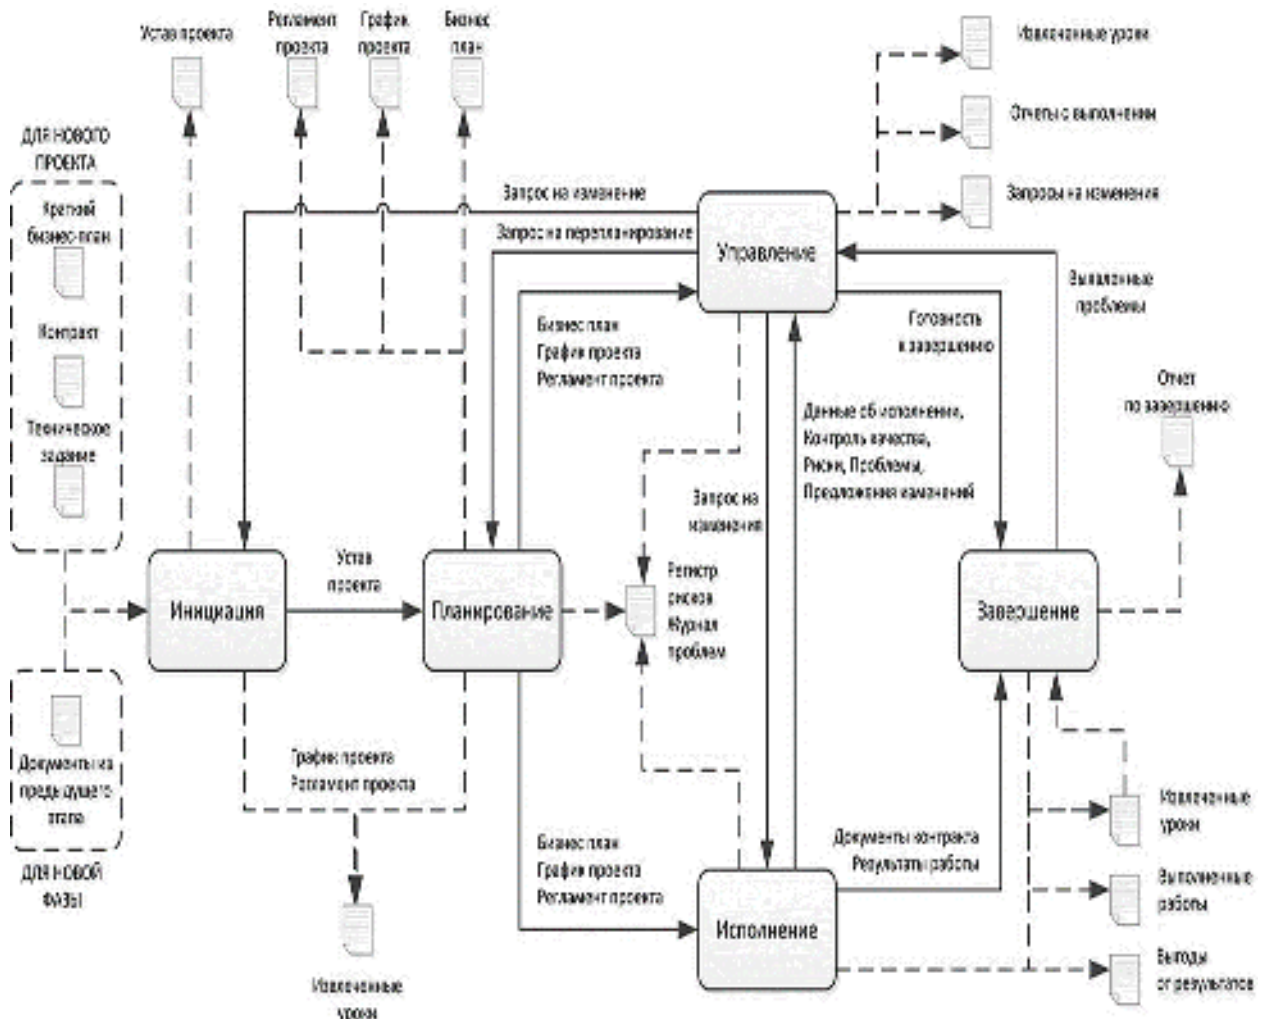 Устав проекта
Регламент
проекта
График
проекта
Бизнес
план
Извлеченные уроки
Отчеты с выполнении
Запросы на изменения
ДЛЯ НОВОГО
ПРОЕКТА
Краткий
бизнес-план
Контракт
Техническое
задание
Запрос на изменение
Запрос на перепланирование
Управление
Бизнес план
График проекта
Регламент проекта
Готовность
к завершению
проблемы
Отчет
по завершению
Данные об исполнении,
Контроль качества,
Риски, Проблемы,
Предложения изменений
Запрос на
изменения
Инициация
Устав
проекта
Планирование
Регистр
рисков
Журнал
проблем
Завершение
График проекта
Регламент проекта
Документы из
предыдущего
этапа
ДЛЯ НОВОЙ
ФАЗЫ
Извлеченные
уроки
Бизнес план
График проекта
Регламент проекта
Документы контракта
Результаты работы
Исполнение
Извлеченные
уроки
Выполненные
работы
Выгоды
от результатов